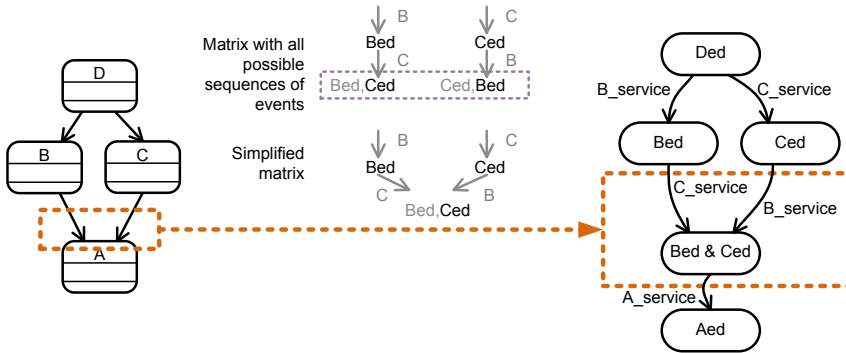 D
B
C
A
Matrix with all
possible
sequences of
events
B
C
Bed
Ced
C
B
Bed,Ced
Ced,Bed
Simplified
matrix
B
C
Bed
Ced
C
B
Bed,Ced
Ded
B_service
C_service
Bed
Ced
C_service
B_service
Bed & Ced
A_service
Aed